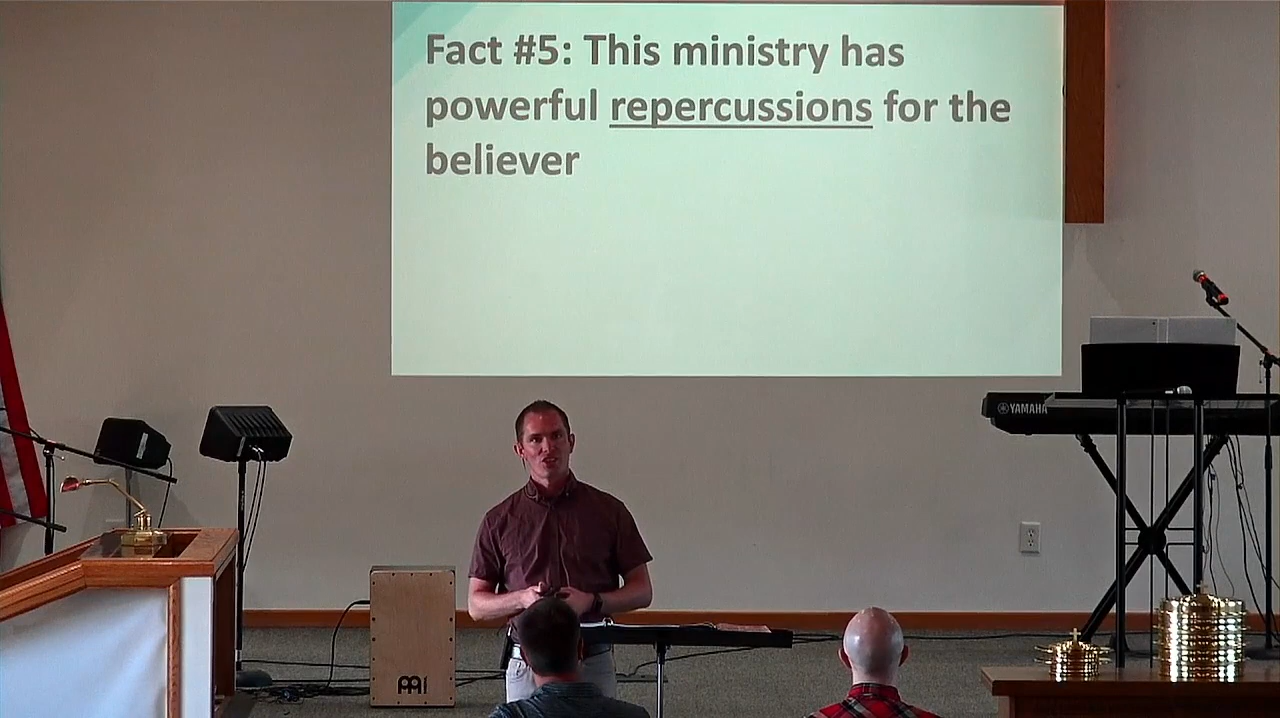 Fact #5: This ministry has
powerful repercussions for the
believer
YAMAHA